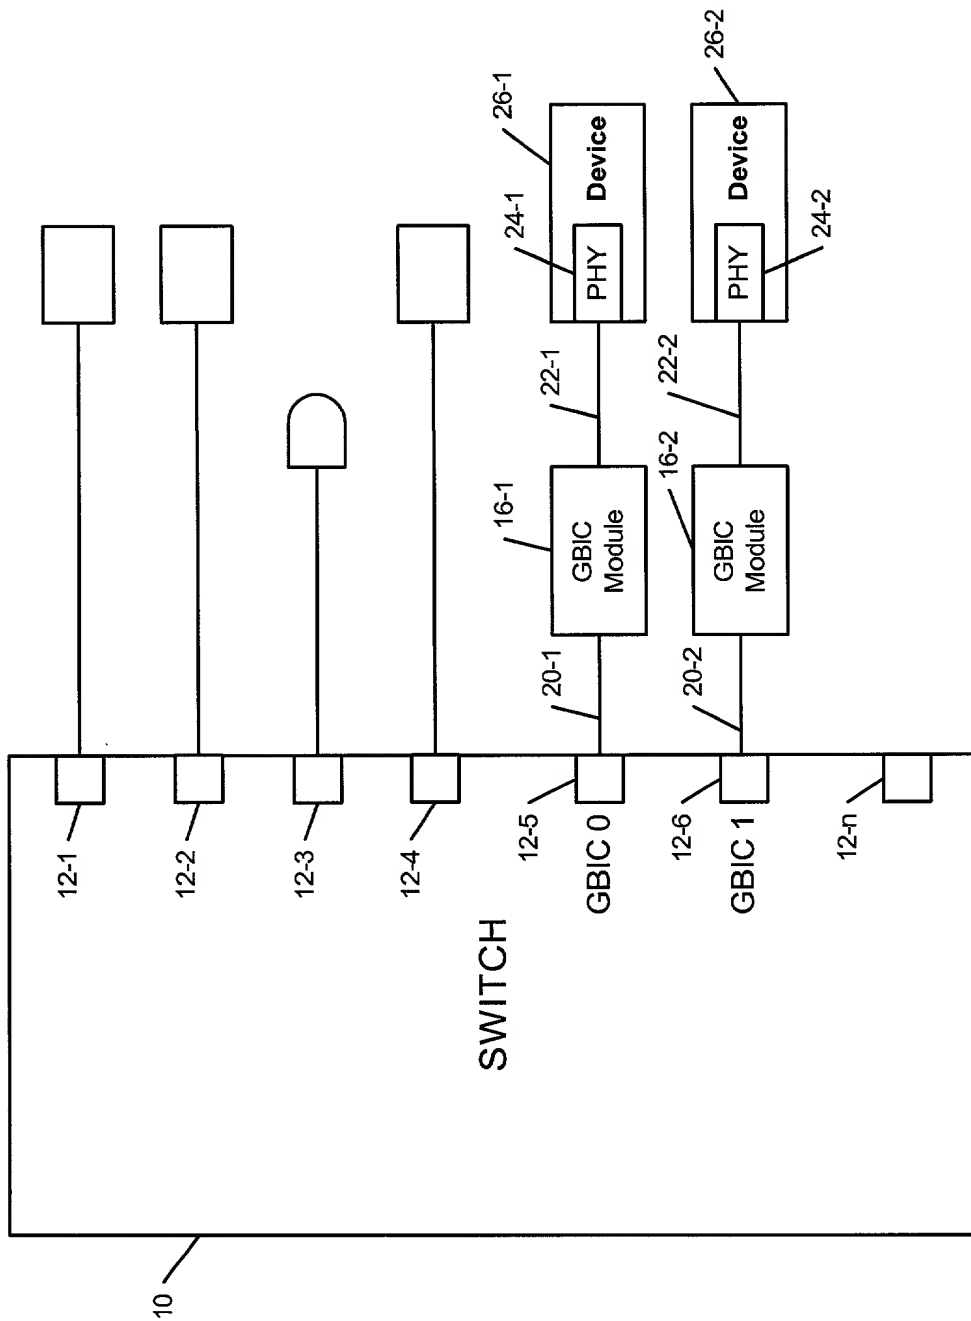 10
SWITCH
12-1
12-2
12-3
12-4
12-5
GBIC 0
12-6
GBIC 1
12-n
20-1
20-2
16-1
GBIC
Module
16-2
GBIC
Module
22-1
22-2
24-1
PHY
Device
26-1
24-2
PHY
Device
26-2